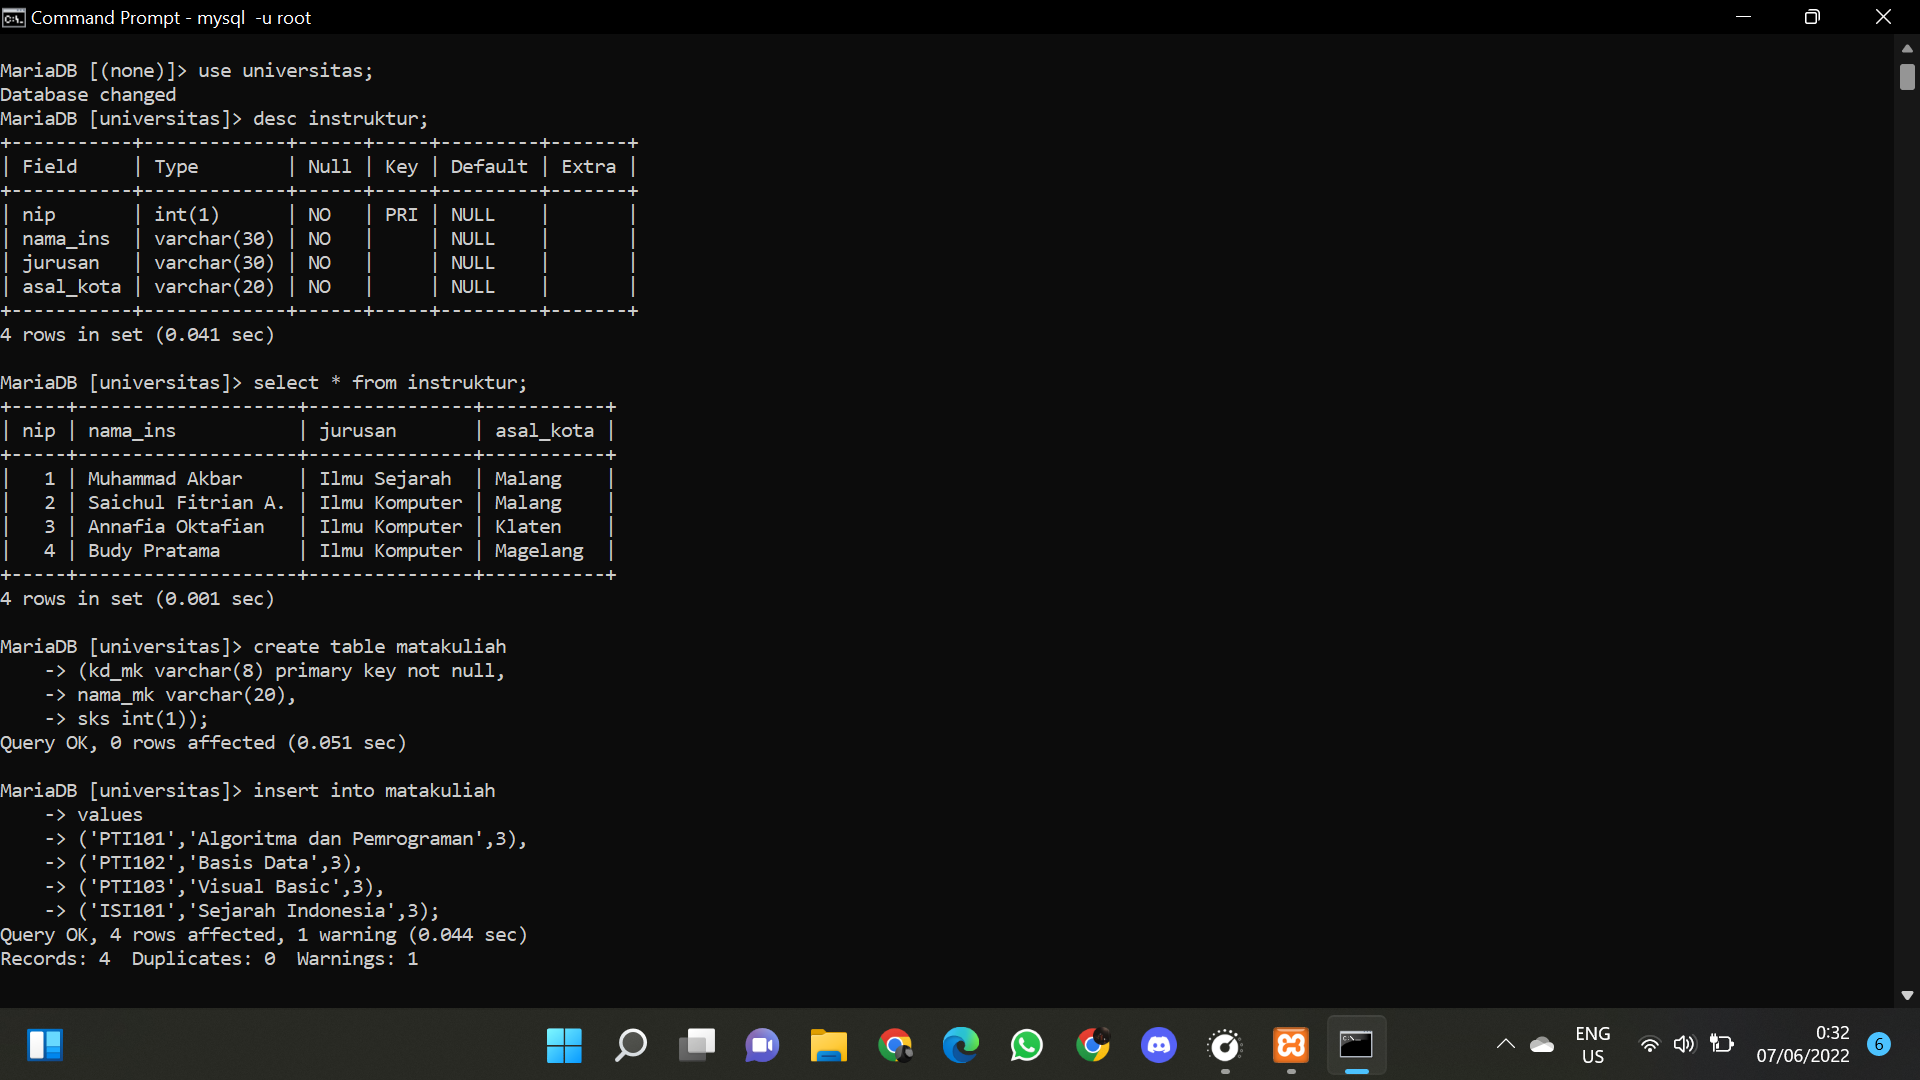 Command Prompt - mysql  -u root
MariaDB [(none)]> use universitas;
Database changed
MariaDB [universitas]> desc instruktur;
+-----------+-------------+------+-----+---------+-------+
| Field     | Type        | Null | Key | Default | Extra |
+-----------+-------------+------+-----+---------+-------+
| nip       | int(1)      | NO   | PRI | NULL    |       |
| nama_ins  | varchar(30) | NO   |     | NULL    |       |
| jurusan   | varchar(30) | NO   |     | NULL    |       |
| asal_kota | varchar(20) | NO   |     | NULL    |       |
+-----------+-------------+------+-----+---------+-------+
4 rows in set (0.041 sec)
MariaDB [universitas]> select * from instruktur;
+-----+--------------------+---------------+-----------+
| nip | nama_ins           | jurusan       | asal_kota |
+-----+--------------------+---------------+-----------+
|   1 | Muhammad Akbar     | Ilmu Sejarah  | Malang    |
|   2 | Saichul Fitrian A. | Ilmu Komputer | Malang    |
|   3 | Annafia Oktafian   | Ilmu Komputer | Klaten    |
|   4 | Budy Pratama       | Ilmu Komputer | Magelang  |
+-----+--------------------+---------------+-----------+
4 rows in set (0.001 sec)
MariaDB [universitas]> create table matakuliah
    -> (kd_mk varchar(8) primary key not null,
    -> nama_mk varchar(20),
    -> sks int(1));
Query OK, 0 rows affected (0.051 sec)
MariaDB [universitas]> insert into matakuliah
    -> values
    -> ('PTI101','Algoritma dan Pemrograman',3),
    -> ('PTI102','Basis Data',3),
    -> ('PTI103','Visual Basic',3),
    -> ('ISI101','Sejarah Indonesia',3);
Query OK, 4 rows affected, 1 warning (0.044 sec)
Records: 4  Duplicates: 0  Warnings: 1
ENG
US
0:32
07/06/2022
6